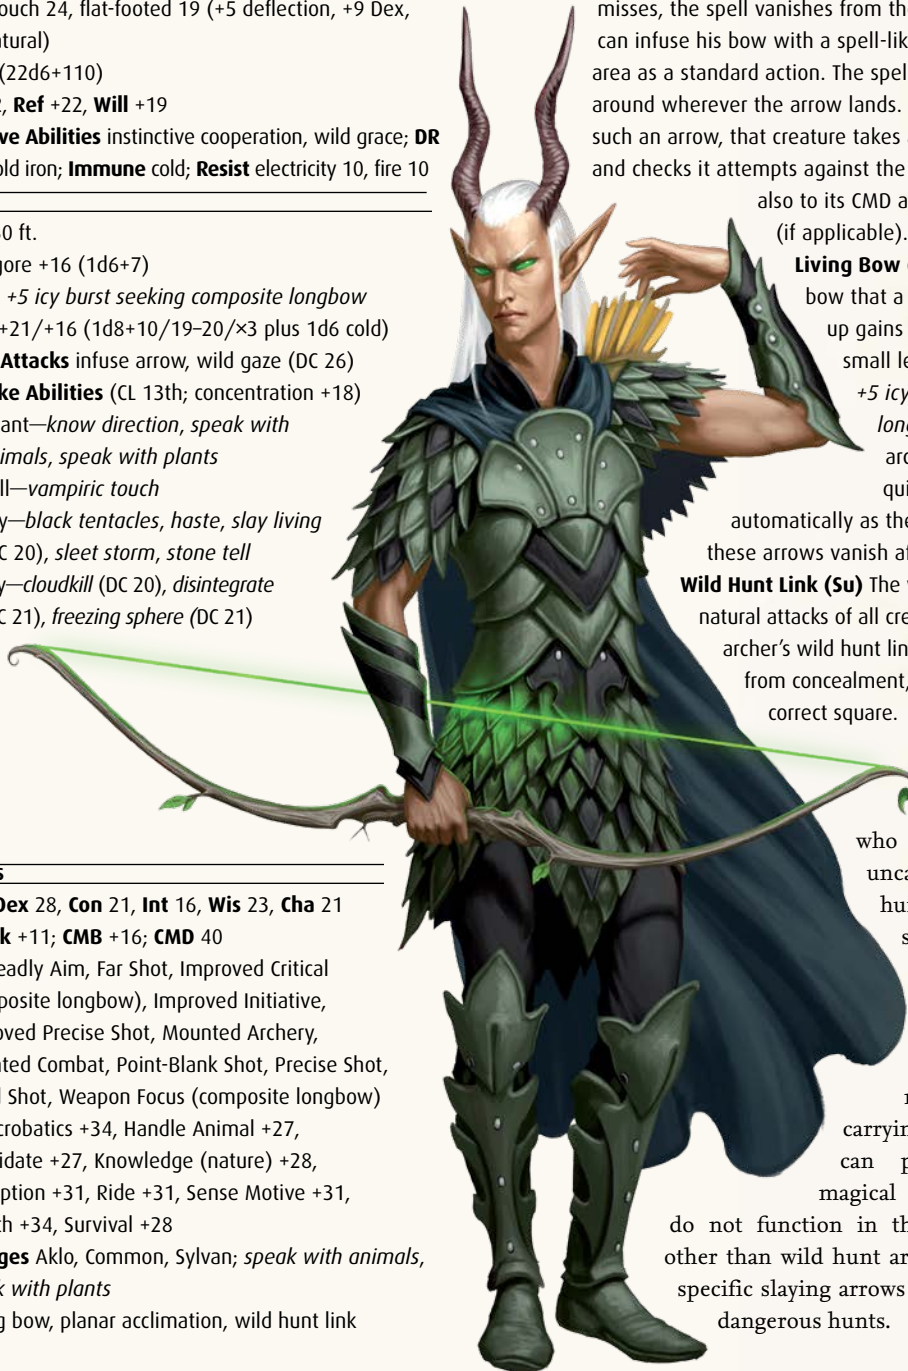 ouch 24, flat-footed 19 (+5 deflection, +9 Dex,
tural)
(22d6+110)
, Ref +22, Will +19
ve Abilities instinctive cooperation, wild grace; DR
old iron; Immune cold; Resist electricity 10, fire 10
0 ft.
gore +16 (1d6+7)
+5 icy burst seeking composite longbow
+21/+16 (1d8+10/19–20/×3 plus 1d6 cold)
Attacks infuse arrow, wild gaze (DC 26)
ke Abilities (CL 13th; concentration +18)
ant—know direction, speak with
imals, speak with plants
ll—vampiric touch
y—black tentacles, haste, slay living
C 20), sleet storm, stone tell
y—cloudkill (DC 20), disintegrate
C 21), freezing sphere (DC 21)
s
Dex 28, Con 21, Int 16, Wis 23, Cha 21
k +11; CMB +16; CMD 40
eadly Aim, Far Shot, Improved Critical
posite longbow), Improved Initiative,
oved Precise Shot, Mounted Archery,
nted Combat, Point-Blank Shot, Precise Shot,
d Shot, Weapon Focus (composite longbow)
crobatics +34, Handle Animal +27,
idate +27, Knowledge (nature) +28,
ption +31, Ride +31, Sense Motive +31,
th +34, Survival +28
ges Aklo, Common, Sylvan; speak with animals,
k with plants
g bow, planar acclimation, wild hunt link
misses, the spell vanishes from th
can infuse his bow with a spell-lik
area as a standard action. The spel
around wherever the arrow lands.
such an arrow, that creature takes
and checks it attempts against the
also to its CMD a
(if applicable).
Living Bow
bow that a
up gains
small le
+5 icy
long
arc
qui
automatically as the
these arrows vanish af
Wild Hunt Link (Su) The
natural attacks of all cre
archer's wild hunt lin
from concealment,
correct square.
who
unca
hun
s
r
carryin
can p
magical
do not function in th
other than wild hunt ar
specific slaying arrows
dangerous hunts.